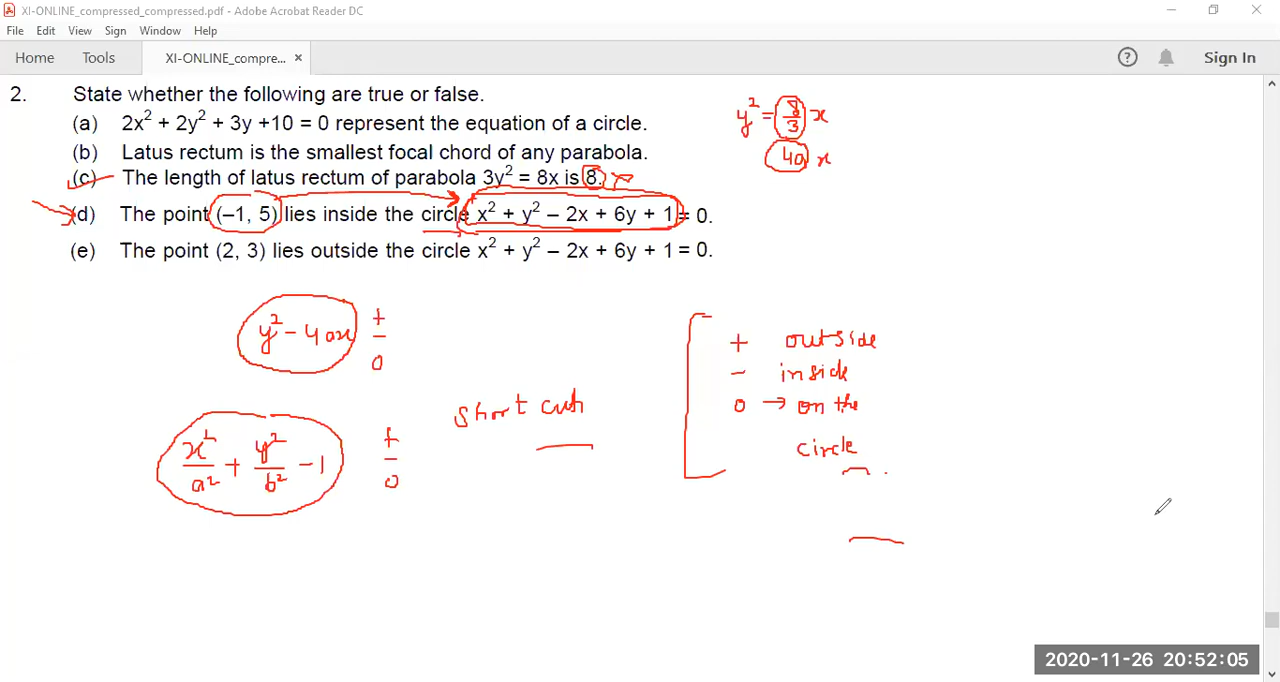 XI-ONLINE_compressed_compressed.pdf - Adobe Acrobat Reader DC
File Edit View Sign Window Help
Home Tools XI-ONLINE_compre... × Sign In
2. State whether the following are true or false.
(a) 2x² + 2y² + 3y +10 = 0 represent the equation of a circle.
(b) Latus rectum is the smallest focal chord of any parabola.
(c) The length of latus rectum of parabola 3y² = 8x is 8.
(d) The point (–1, 5) lies inside the circle x² + y² – 2x + 6y + 1 = 0.
(e) The point (2, 3) lies outside the circle x² + y² – 2x + 6y + 1 = 0.
y² = 8/3 x
4a x
y² - 4ax + - 0
x²/a² + y²/b² - 1 + - 0
short cuts
+ outside
- inside
0 → on the
circle
2020-11-26 20:52:05